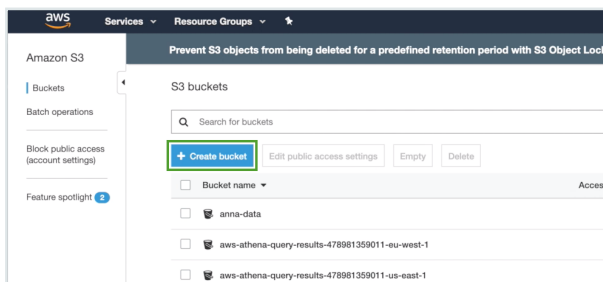 aws Services Resource Groups
Prevent S3 objects from being deleted for a predefined retention period with S3 Object Loc
Amazon S3
Buckets
Batch operations
Block public access
(account settings)
Feature spotlight 2
S3 buckets
Search for buckets
+ Create bucket Edit public access settings Empty Delete
Bucket name Acces
anna-data
aws-athena-query-results-478981359011-eu-west-1
aws-athena-query-results-478981359011-us-east-1